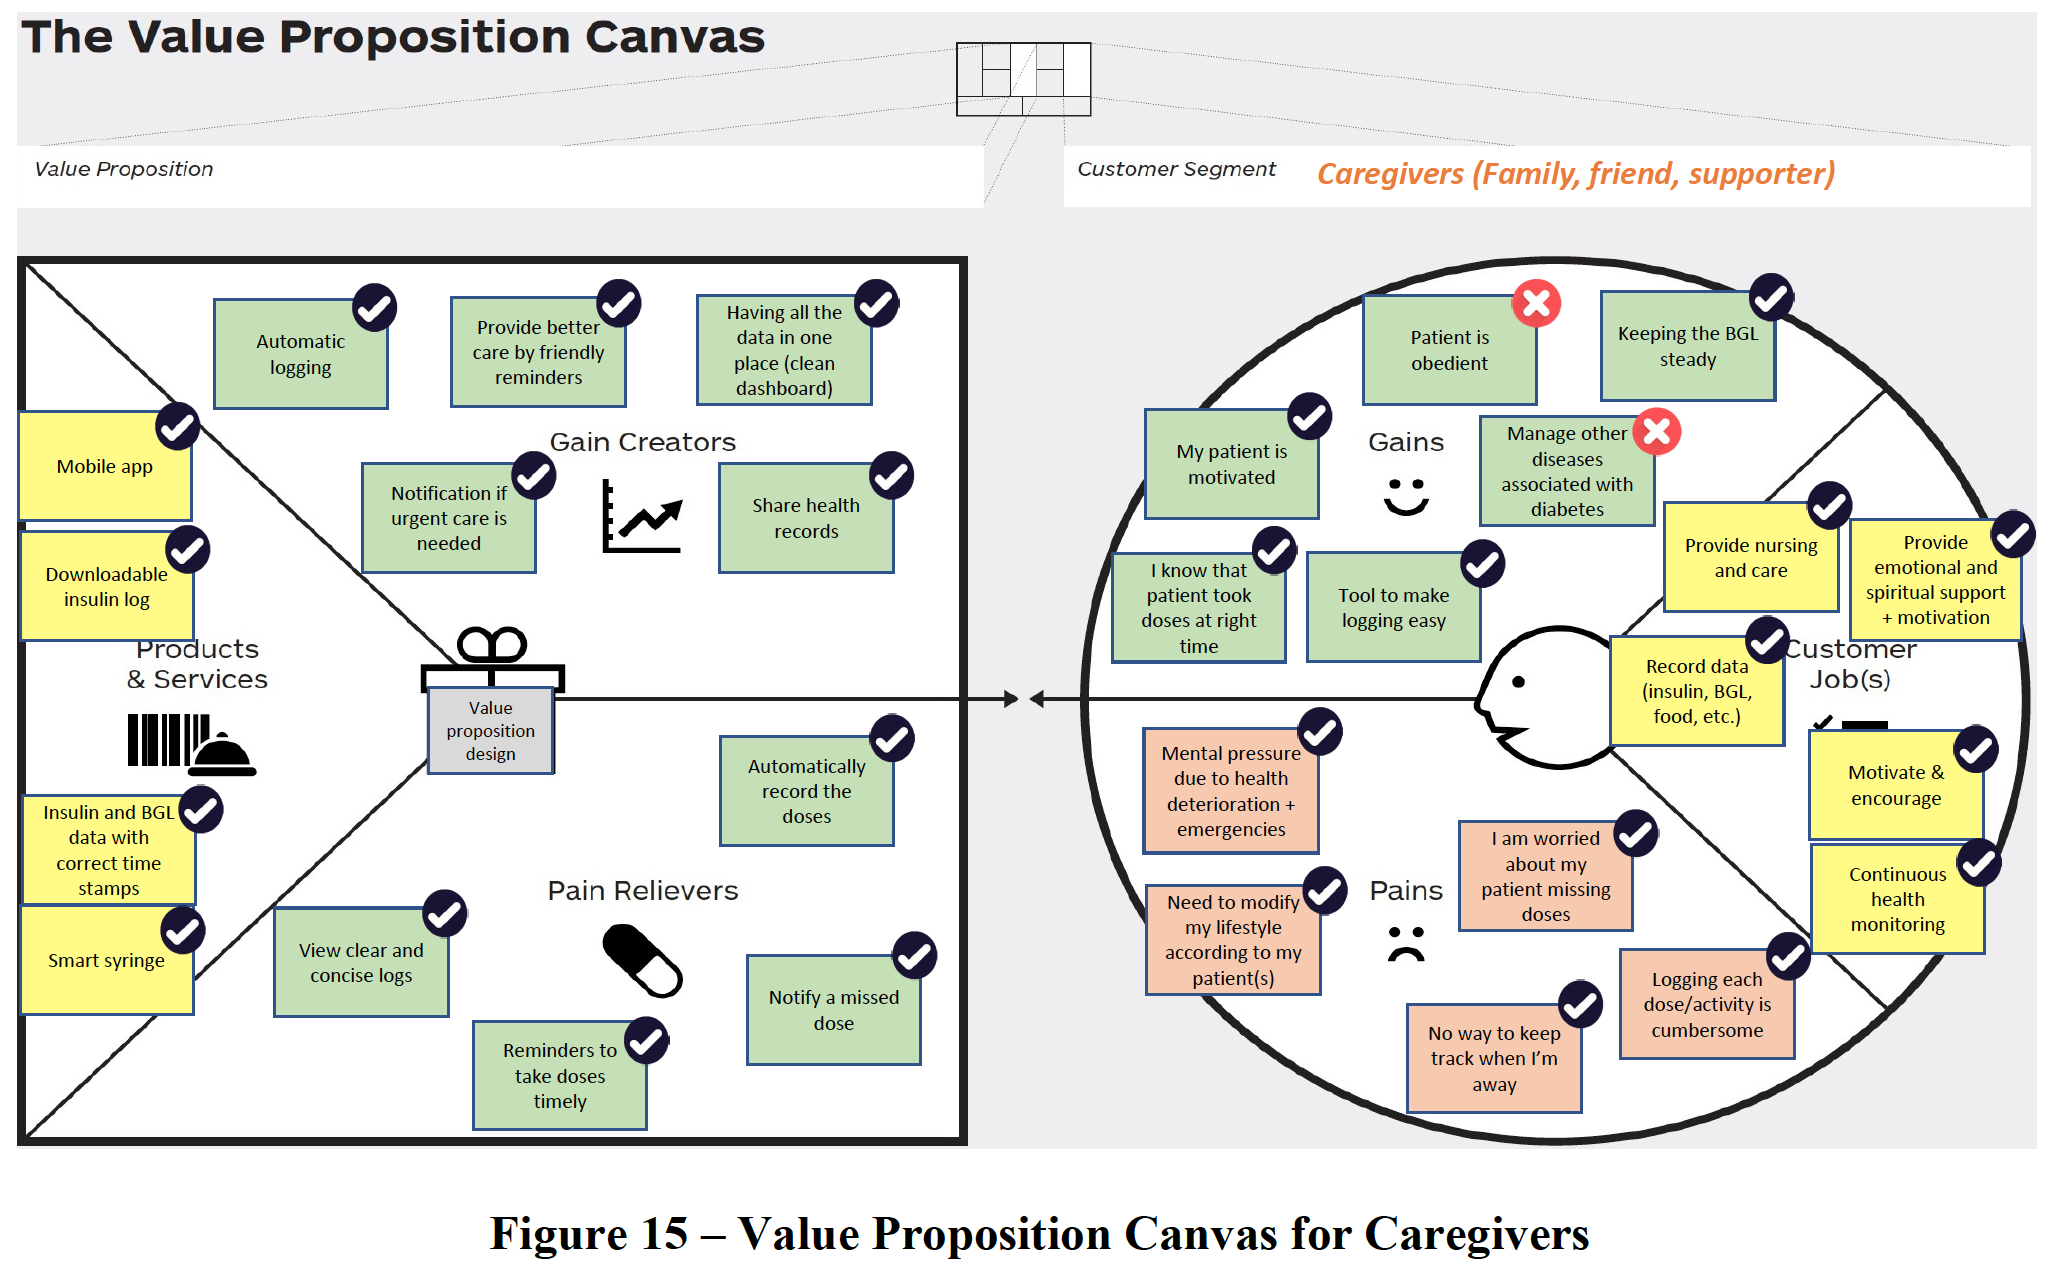 The Value Proposition Canvas
Value Proposition
Customer Segment
Caregivers (Family, friend, supporter)
Automatic
logging
Provide better
care by friendly
reminders
Having all the
data in one
place (clean
dashboard)
Mobile app
Gain Creators
Notification if
urgent care is
needed
Share health
records
Downloadable
insulin log
Products
& Services
Value
proposition
design
Insulin and BGL
data with
correct time
stamps
Smart syringe
Automatically
record the
doses
Pain Relievers
View clear and
concise logs
Notify a missed
dose
Reminders to
take doses
timely
Patient is
obedient
Keeping the BGL
steady
My patient is
motivated
Gains
Manage other
diseases
associated with
diabetes
I know that
patient took
doses at right
time
Tool to make
logging easy
Provide nursing
and care
Provide
emotional and
spiritual support
+ motivation
Record data
(insulin, BGL,
food, etc.)
Customer
Job(s)
Motivate &
encourage
Continuous
health
monitoring
Mental pressure
due to health
deterioration +
emergencies
I am worried
about my
patient missing
doses
Pains
Need to modify
my lifestyle
according to my
patient(s)
Logging each
dose/activity is
cumbersome
No way to keep
track when I’m
away
Figure 15 – Value Proposition Canvas for Caregivers